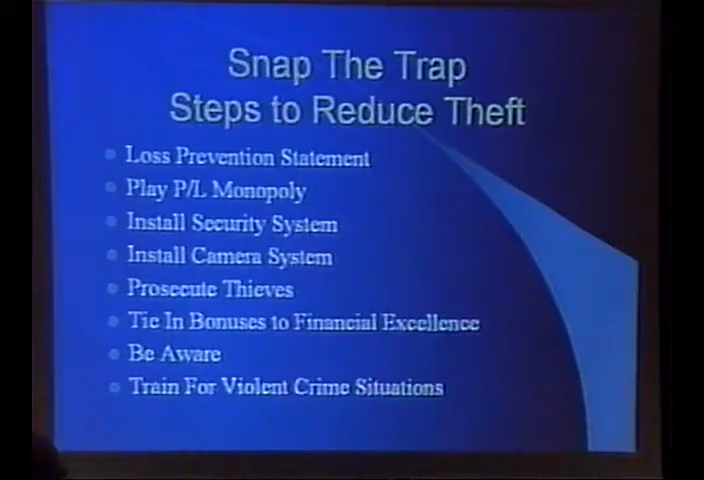 Snap The Trap
Steps to Reduce Theft
Loss Prevention Statement
Play P/L Monopoly
Install Security System
Install Camera System
Prosecute Thieves
Tie In Bonuses to Financial Excellence
Be Aware
Train For Violent Crime Situations